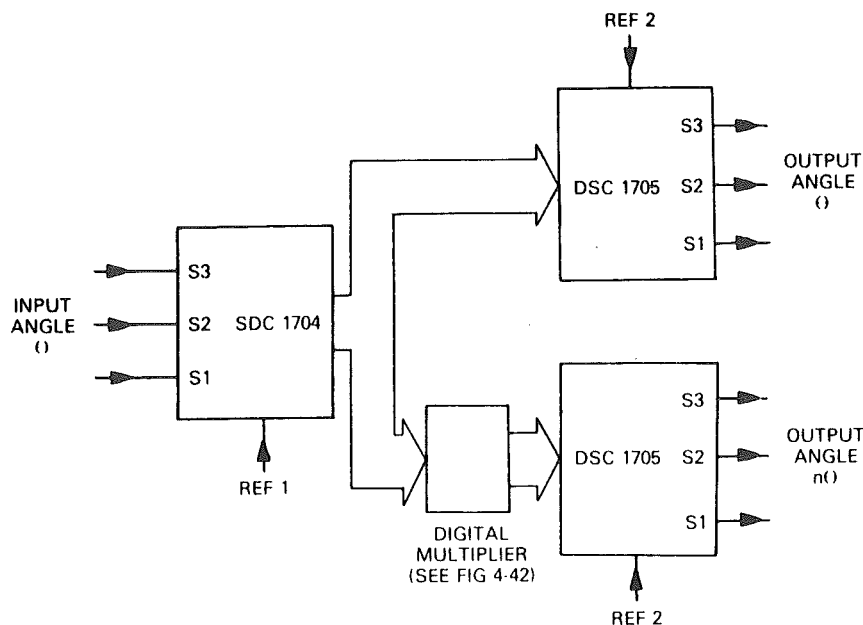 REF 2
S3
DSC 1705
S2
S1
OUTPUT
ANGLE
()
INPUT
ANGLE
()
S3
S2
SDC 1704
S1
REF 1
DIGITAL
MULTIPLIER
(SEE FIG 4-42)
S3
DSC 1705
S2
S1
OUTPUT
ANGLE
n()
REF 2